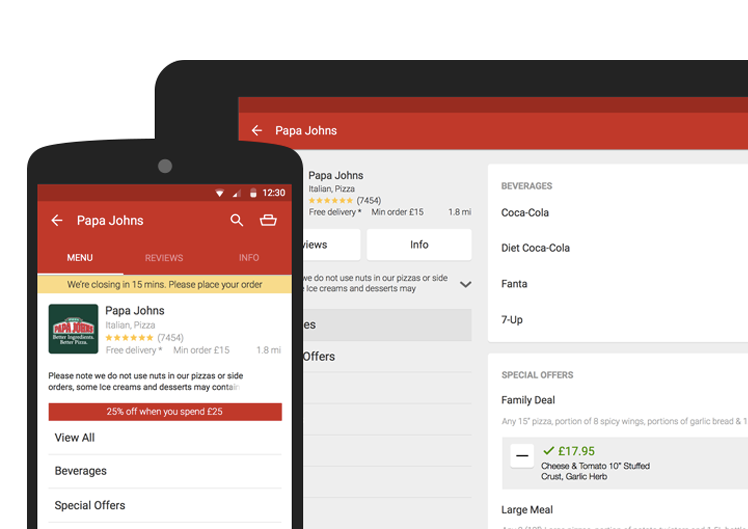 12:30
Papa Johns
MENU REVIEWS INFO
We're closing in 15 mins. Please place your order
PAPA JOHNS
Better Ingredients.
Better Pizza.
Papa Johns
Italian, Pizza
(7454)
Free delivery * Min order £15 1.8 mi
Please note we do not use nuts in our pizzas or side
orders, some Ice creams and desserts may contain
25% off when you spend £25
View All
Beverages
Special Offers
Papa Johns
Papa Johns
Italian, Pizza
(7454)
Free delivery * Min order £15 1.8 mi
Info
we do not use nuts in our pizzas or side
Ice creams and desserts may
Offers
BEVERAGES
Coca-Cola
Diet Coca-Cola
Fanta
7-Up
SPECIAL OFFERS
Family Deal
Any 15" pizza, portion of 8 spicy wings, portions of garlic bread & 1
£17.95
Cheese & Tomato 10" Stuffed
Crust, Garlic Herb
Large Meal